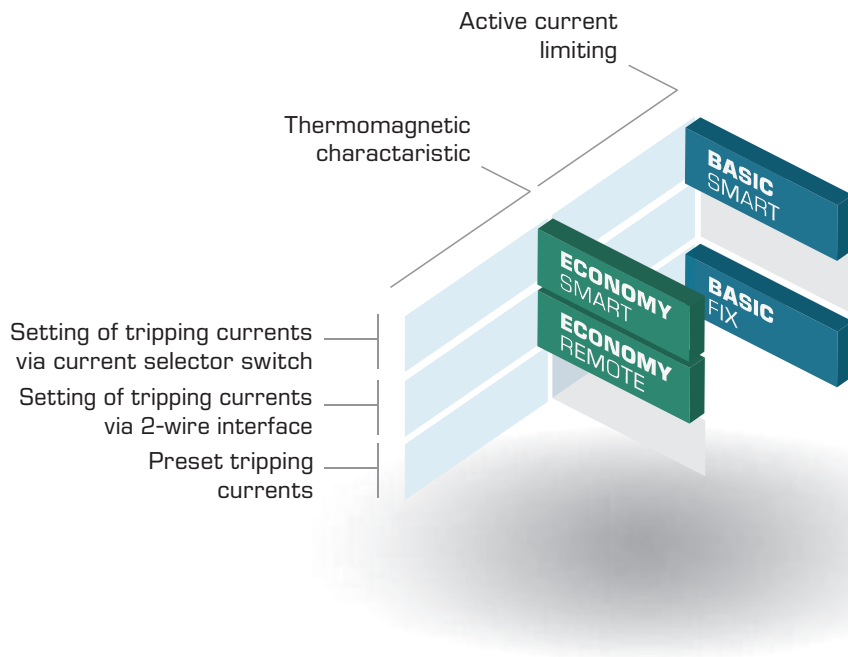 Active current
limiting
Thermomagnetic
charactaristic
BASIC
SMART
ECONOMY
SMART
BASIC
FIX
ECONOMY
REMOTE
Setting of tripping currents
via current selector switch
Setting of tripping currents
via 2-wire interface
Preset tripping
currents